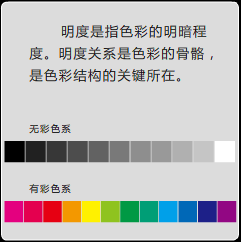 明度是指色彩的明暗程
度。明度关系是色彩的骨骼，
是色彩结构的关键所在。
无彩色系
有彩色系